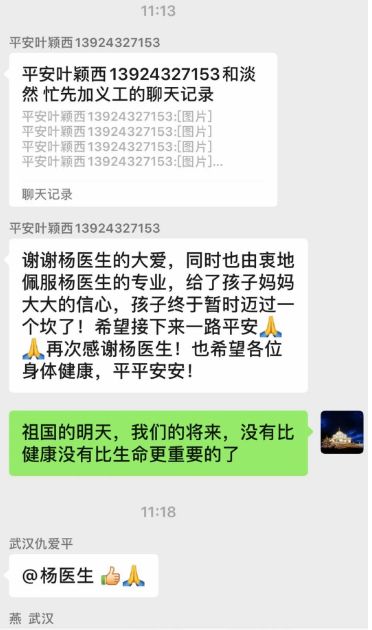 11:13
平安叶颖西13924327153
平安叶颖西13924327153和淡
然 忙先加义工的聊天记录
平安叶颖西13924327153:[图片]
平安叶颖西13924327153:[图片]
平安叶颖西13924327153:[图片]
平安叶颖西13924327153:[图片]...
聊天记录
平安叶颖西13924327153
谢谢杨医生的大爱，同时也由衷地
佩服杨医生的专业，给了孩子妈妈
大大的信心，孩子终于暂时迈过一
个坎了！希望接下来一路平安🙏
🙏再次感谢杨医生！也希望各位
身体健康，平平安安！
祖国的明天，我们的将来，没有比
健康没有比生命更重要的了
11:18
武汉仇爱平
@杨医生 👍🙏
燕 武汉